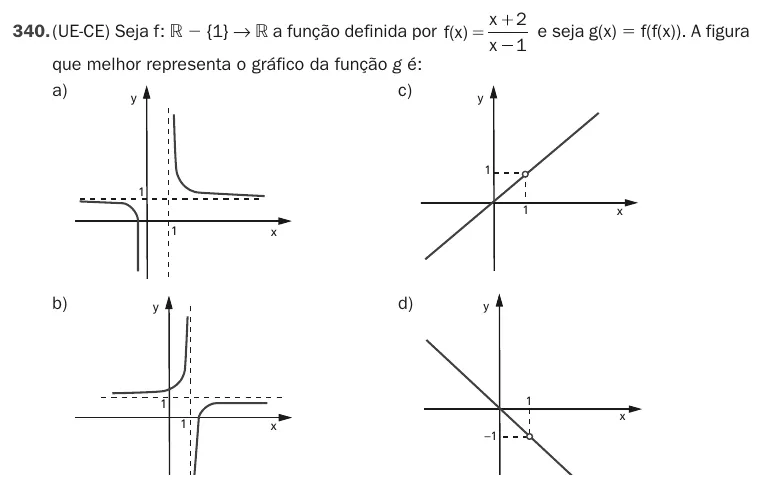 340. (UE-CE) Seja f: ℝ − {1} → ℝ a função definida por f(x) = x+2 / x−1 e seja g(x) = f(f(x)). A figura
que melhor representa o gráfico da função g é:
a)
y
1
1
x
c)
y
1
1
x
b)
y
1
1
x
d)
y
1
x
−1